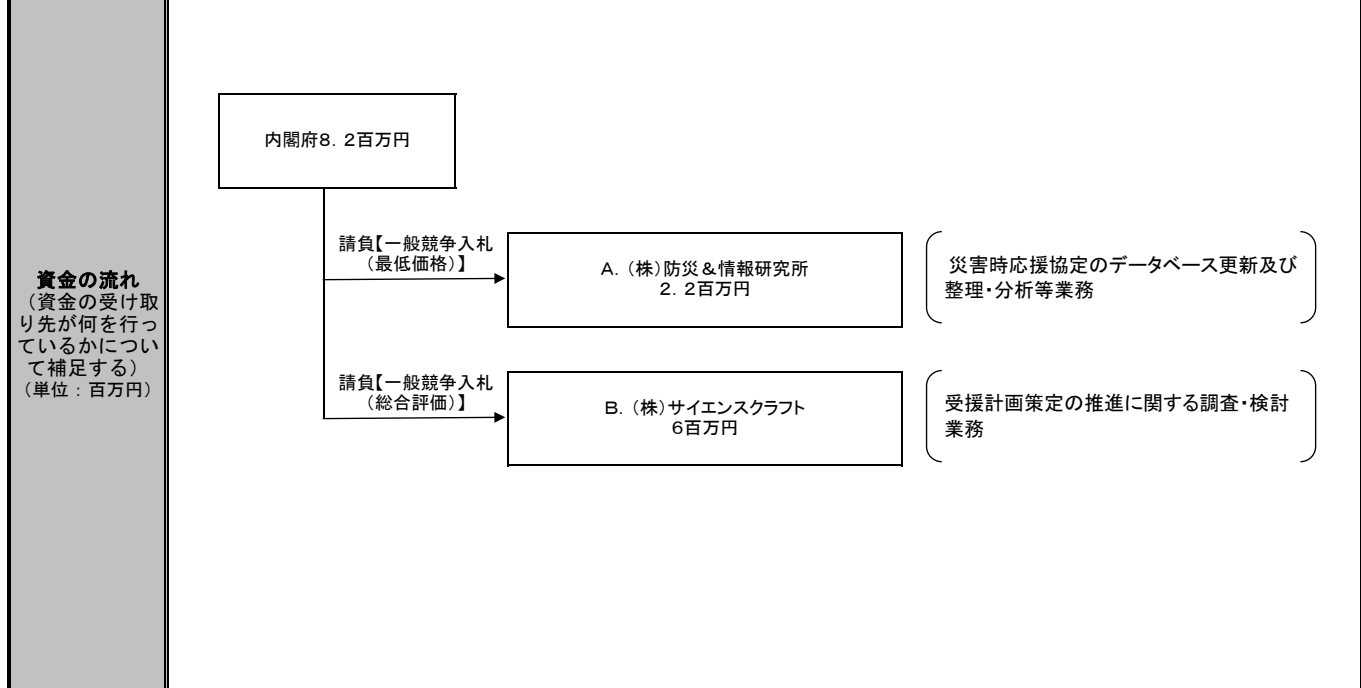 資金の流れ
（資金の受け取
り先が何を行っ
ているかについ
て補足する）
（単位：百万円）
内閣府８．２百万円
請負【一般競争入札
（最低価格）】
A．（株）防災＆情報研究所
２．２百万円
災害時応援協定のデータベース更新及び
整理・分析等業務
請負【一般競争入札
（総合評価）】
B．（株）サイエンスクラフト
６百万円
受援計画策定の推進に関する調査・検討
業務